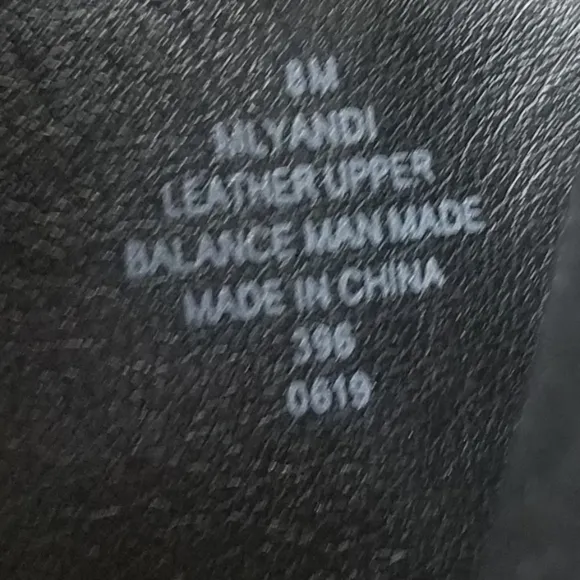 8M
MLYANDI
LEATHER UPPER
BALANCE MAN MADE
MADE IN CHINA
396
0619